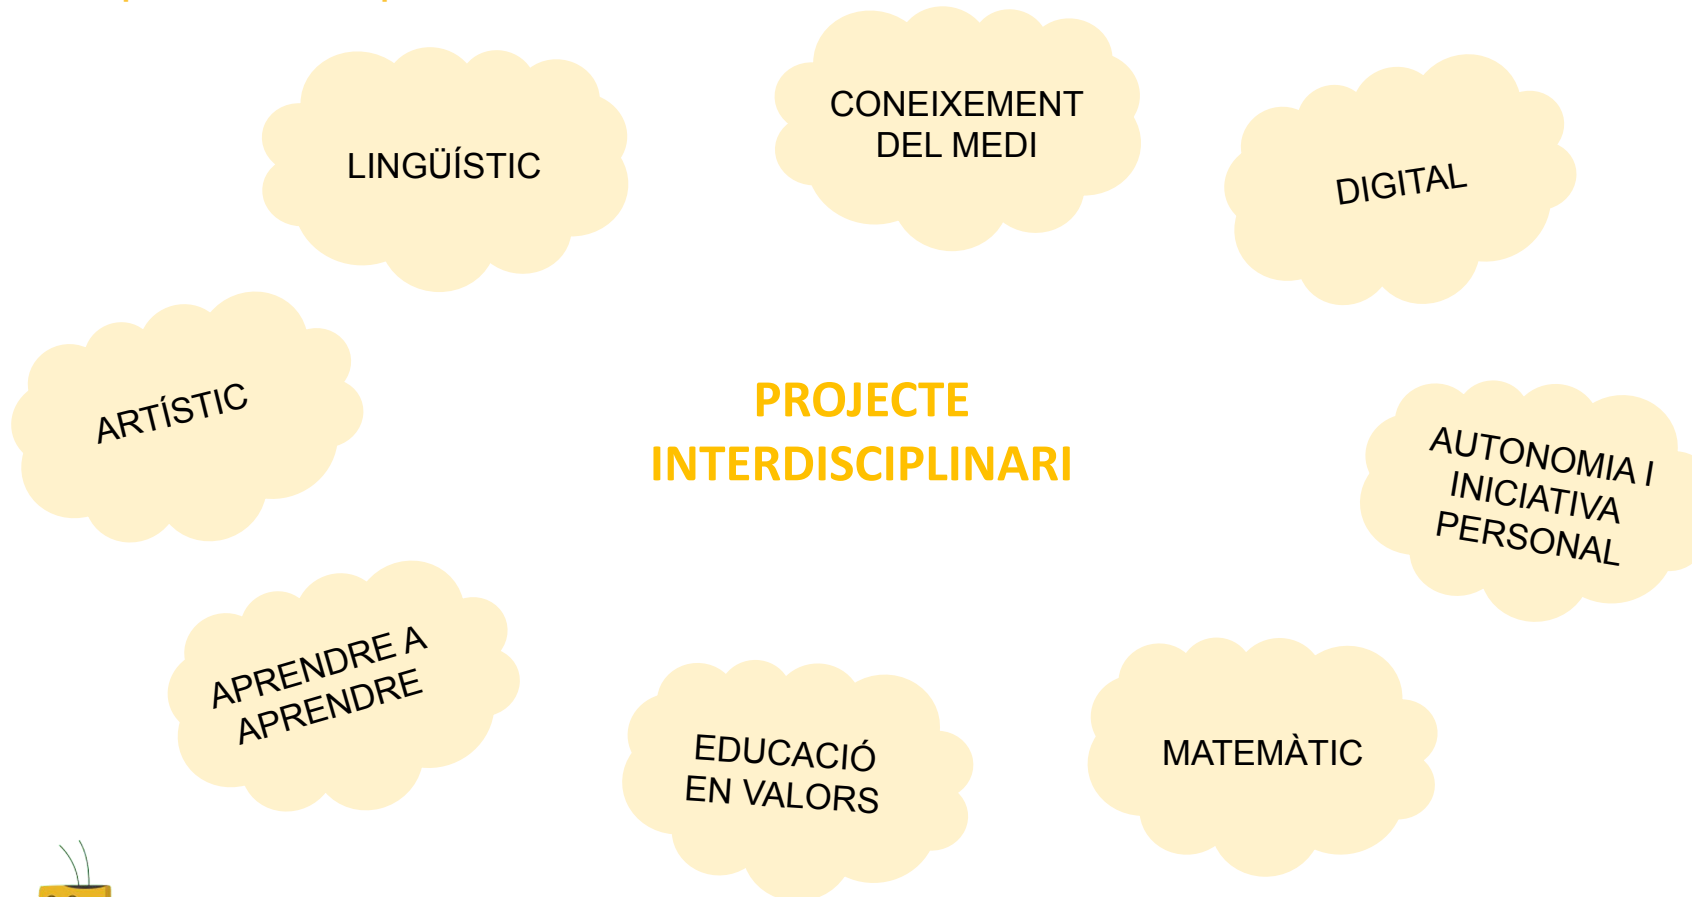 LINGÜÍSTIC
CONEIXEMENT
DEL MEDI
DIGITAL
ARTÍSTIC
PROJECTE
INTERDISCIPLINARI
AUTONOMIA I
INICIATIVA
PERSONAL
APRENDRE A
APRENDRE
EDUCACIÓ
EN VALORS
MATEMÀTIC